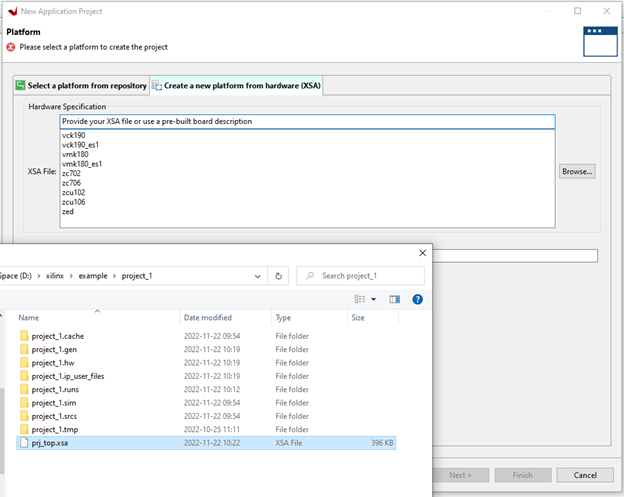 New Application Project
Platform
Please select a platform to create the project
Select a platform from repository
Create a new platform from hardware (XSA)
Hardware Specification
Provide your XSA file or use a pre-built board description
vck190
vck190_es1
vmk180
vmk180_es1
zc702
zc706
zcu102
zcu106
zed
XSA File:
Browse...
Space (D:) › xilinx › example › project_1
Search project_1
Name Date modified Type Size
project_1.cache 2022-11-22 09:54 File folder
project_1.gen 2022-11-22 10:19 File folder
project_1.hw 2022-11-22 10:19 File folder
project_1.ip_user_files 2022-11-22 10:19 File folder
project_1.runs 2022-11-22 10:12 File folder
project_1.sim 2022-11-22 09:54 File folder
project_1.srcs 2022-11-22 09:54 File folder
project_1.tmp 2022-10-25 11:11 File folder
prj_top.xsa 2022-11-22 10:22 XSA File 396 KB
Next >
Finish
Cancel